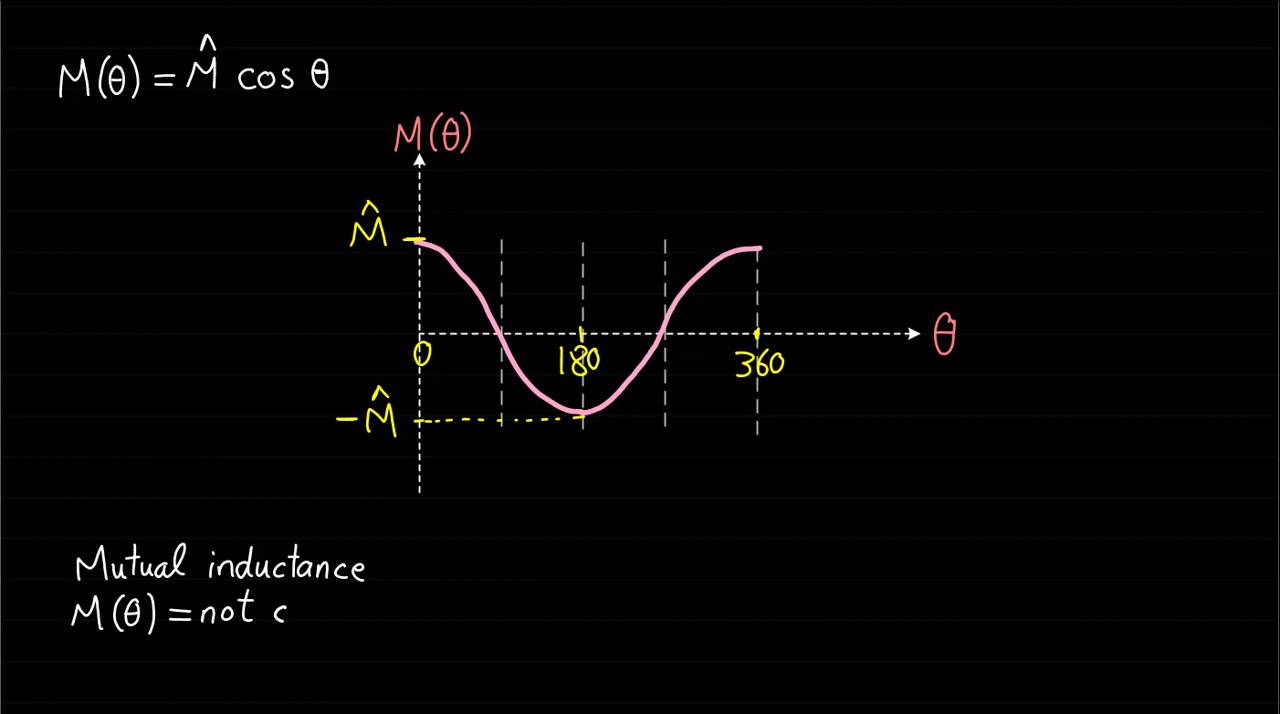 M(θ) = M̂ cos θ
M(θ)
M̂
θ
0
180
360
-M̂
Mutual inductance
M(θ) = not c